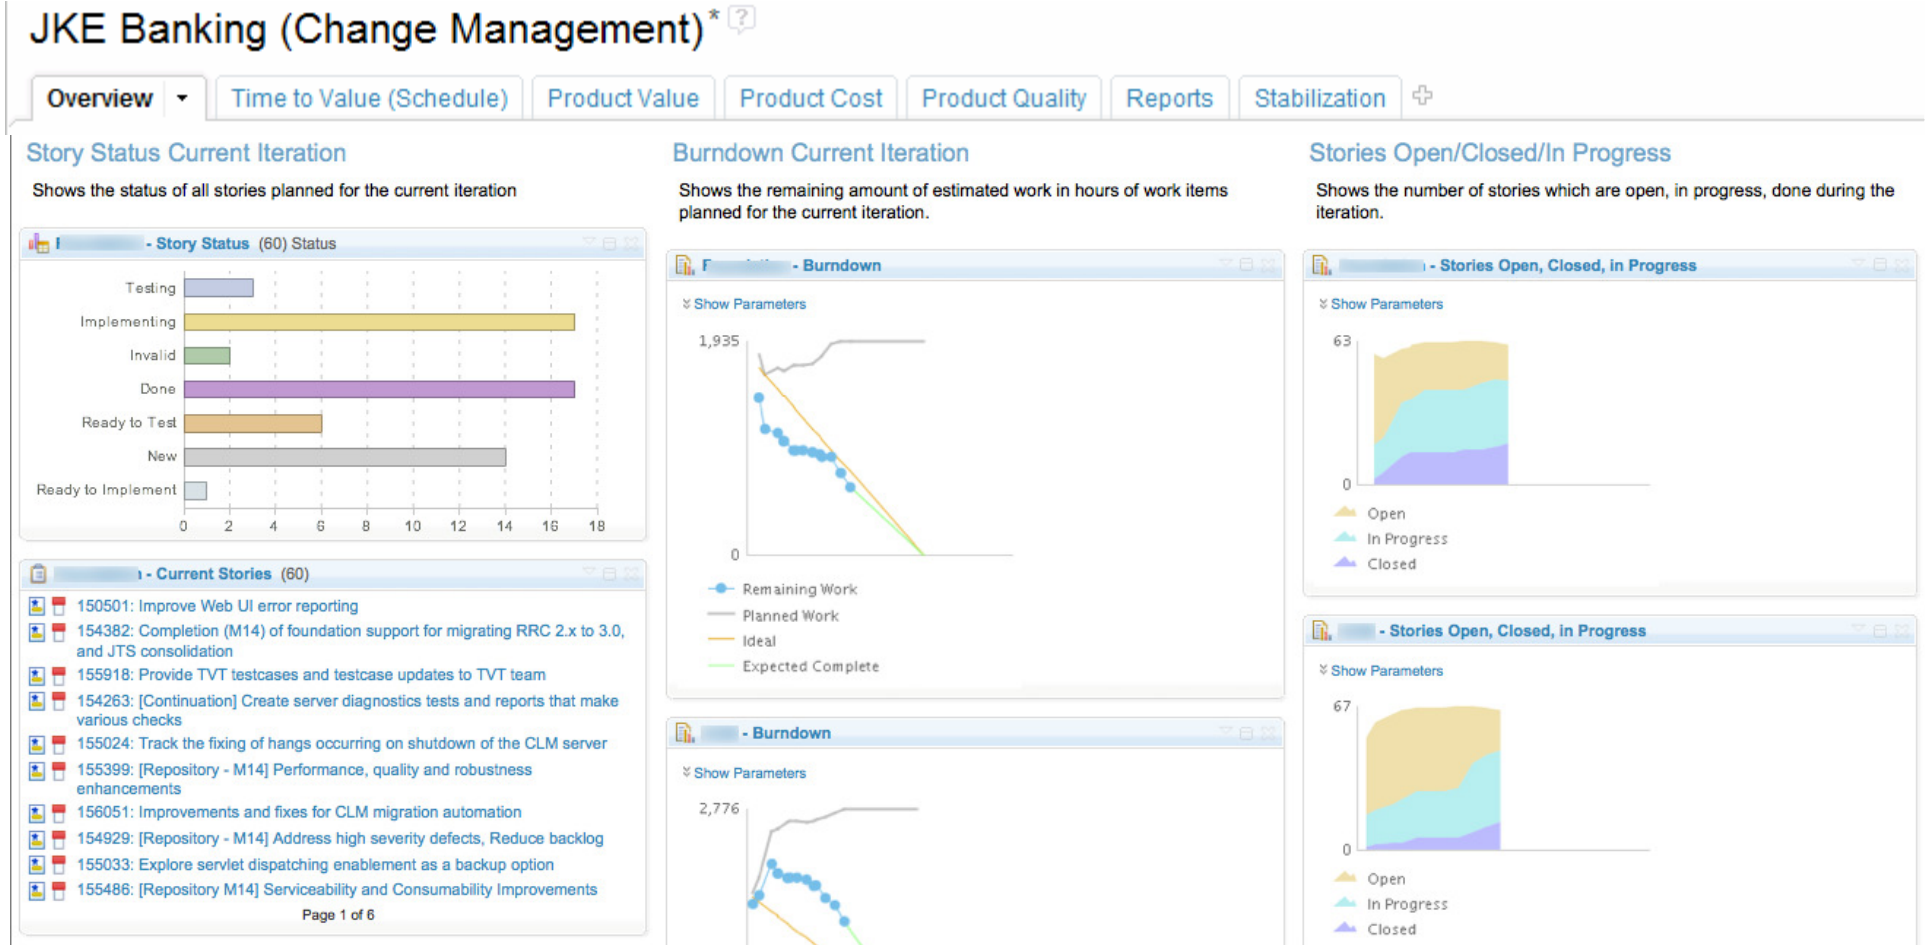 JKE Banking (Change Management)*
?
Overview
Time to Value (Schedule)
Product Value
Product Cost
Product Quality
Reports
Stabilization
Story Status Current Iteration
Shows the status of all stories planned for the current iteration
- Story Status (60) Status
Testing
Implementing
Invalid
Done
Ready to Test
New
Ready to Implement
0 2 4 6 8 10 12 14 16 18
- Current Stories (60)
150501: Improve Web UI error reporting
154382: Completion (M14) of foundation support for migrating RRC 2.x to 3.0,
and JTS consolidation
155918: Provide TVT testcases and testcase updates to TVT team
154263: [Continuation] Create server diagnostics tests and reports that make
various checks
155024: Track the fixing of hangs occurring on shutdown of the CLM server
155399: [Repository - M14] Performance, quality and robustness
enhancements
156051: Improvements and fixes for CLM migration automation
154929: [Repository - M14] Address high severity defects, Reduce backlog
155033: Explore servlet dispatching enablement as a backup option
155486: [Repository M14] Serviceability and Consumability Improvements
Page 1 of 6
Burndown Current Iteration
Shows the remaining amount of estimated work in hours of work items
planned for the current iteration.
- Burndown
Show Parameters
1,935
0
Remaining Work
Planned Work
Ideal
Expected Complete
- Burndown
Show Parameters
2,776
Stories Open/Closed/In Progress
Shows the number of stories which are open, in progress, done during the
iteration.
- Stories Open, Closed, in Progress
Show Parameters
63
0
Open
In Progress
Closed
- Stories Open, Closed, in Progress
Show Parameters
67
0
Open
In Progress
Closed